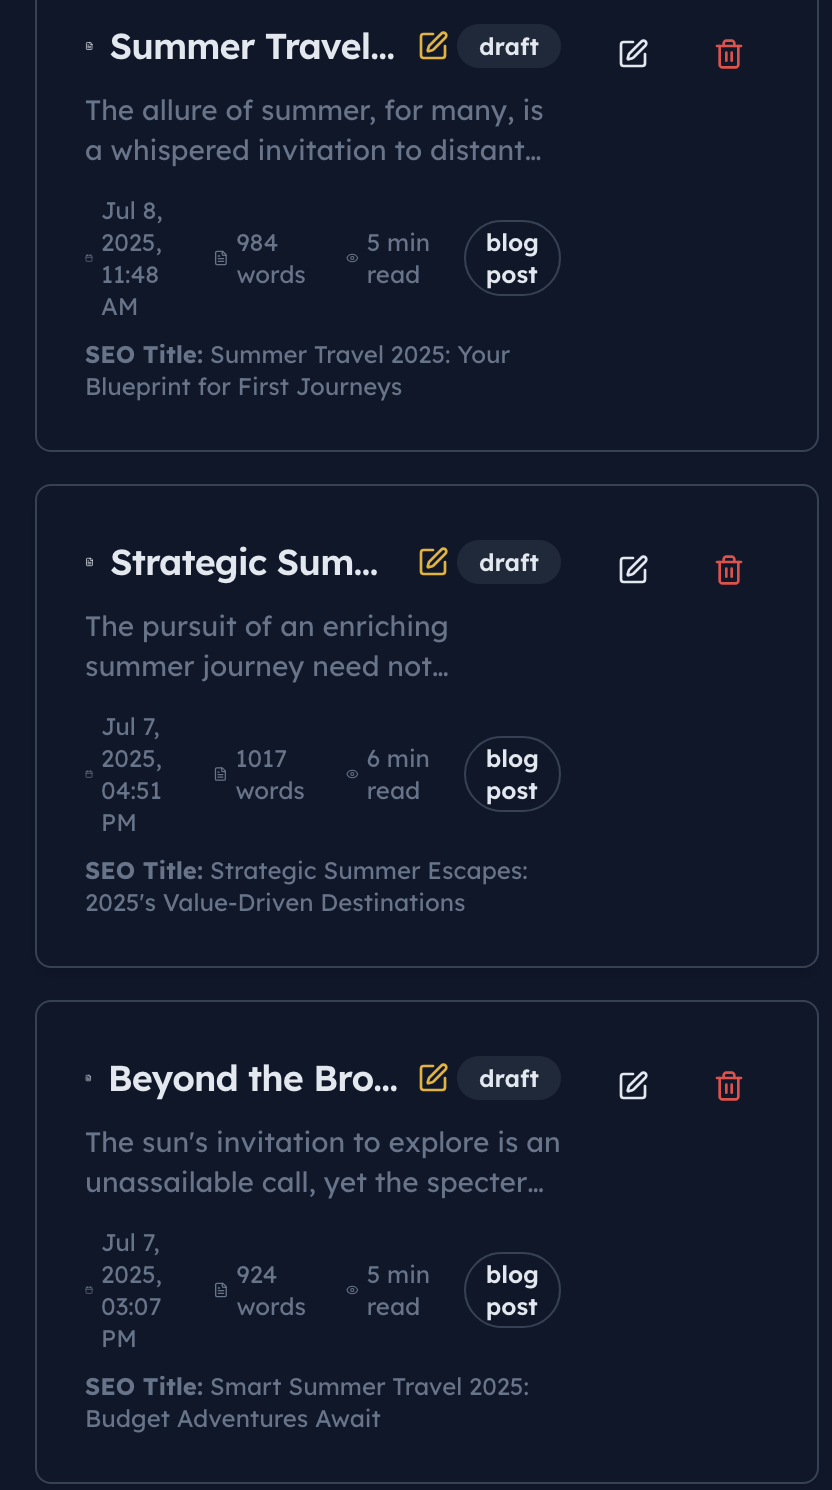 Summer Travel... draft
The allure of summer, for many, is
a whispered invitation to distant...
Jul 8,
2025,
11:48
AM
984
words
5 min
read
blog
post
SEO Title: Summer Travel 2025: Your
Blueprint for First Journeys
Strategic Sum... draft
The pursuit of an enriching
summer journey need not...
Jul 7,
2025,
04:51
PM
1017
words
6 min
read
blog
post
SEO Title: Strategic Summer Escapes:
2025's Value-Driven Destinations
Beyond the Bro... draft
The sun's invitation to explore is an
unassailable call, yet the specter...
Jul 7,
2025,
03:07
PM
924
words
5 min
read
blog
post
SEO Title: Smart Summer Travel 2025:
Budget Adventures Await